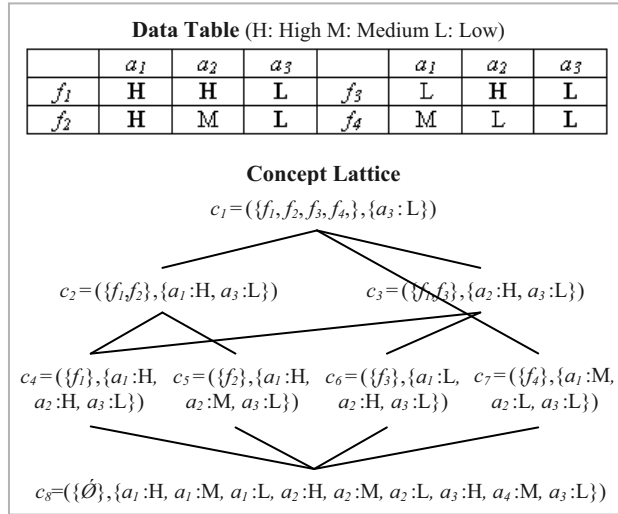 Data Table (H: High M: Medium L: Low)
a1 a2 a3 a1 a2 a3
f1 H H L f3 L H L
f2 H M L f4 M L L
Concept Lattice
c1=({f1, f2, f3, f4,},{a3:L})
c2=({f1,f2},{a1:H, a3:L}) c3=({f1,f3},{a2:H, a3:L})
c4=({f1},{a1:H, c5=({f2},{a1:H, c6=({f3},{a1:L, c7=({f4},{a1:M,
a2:H, a3:L}) a2:M, a3:L}) a2:H, a3:L}) a2:L, a3:L})
c8=({Ǿ},{a1:H, a1:M, a1:L, a2:H, a2:M, a2:L, a3:H, a4:M, a3:L})